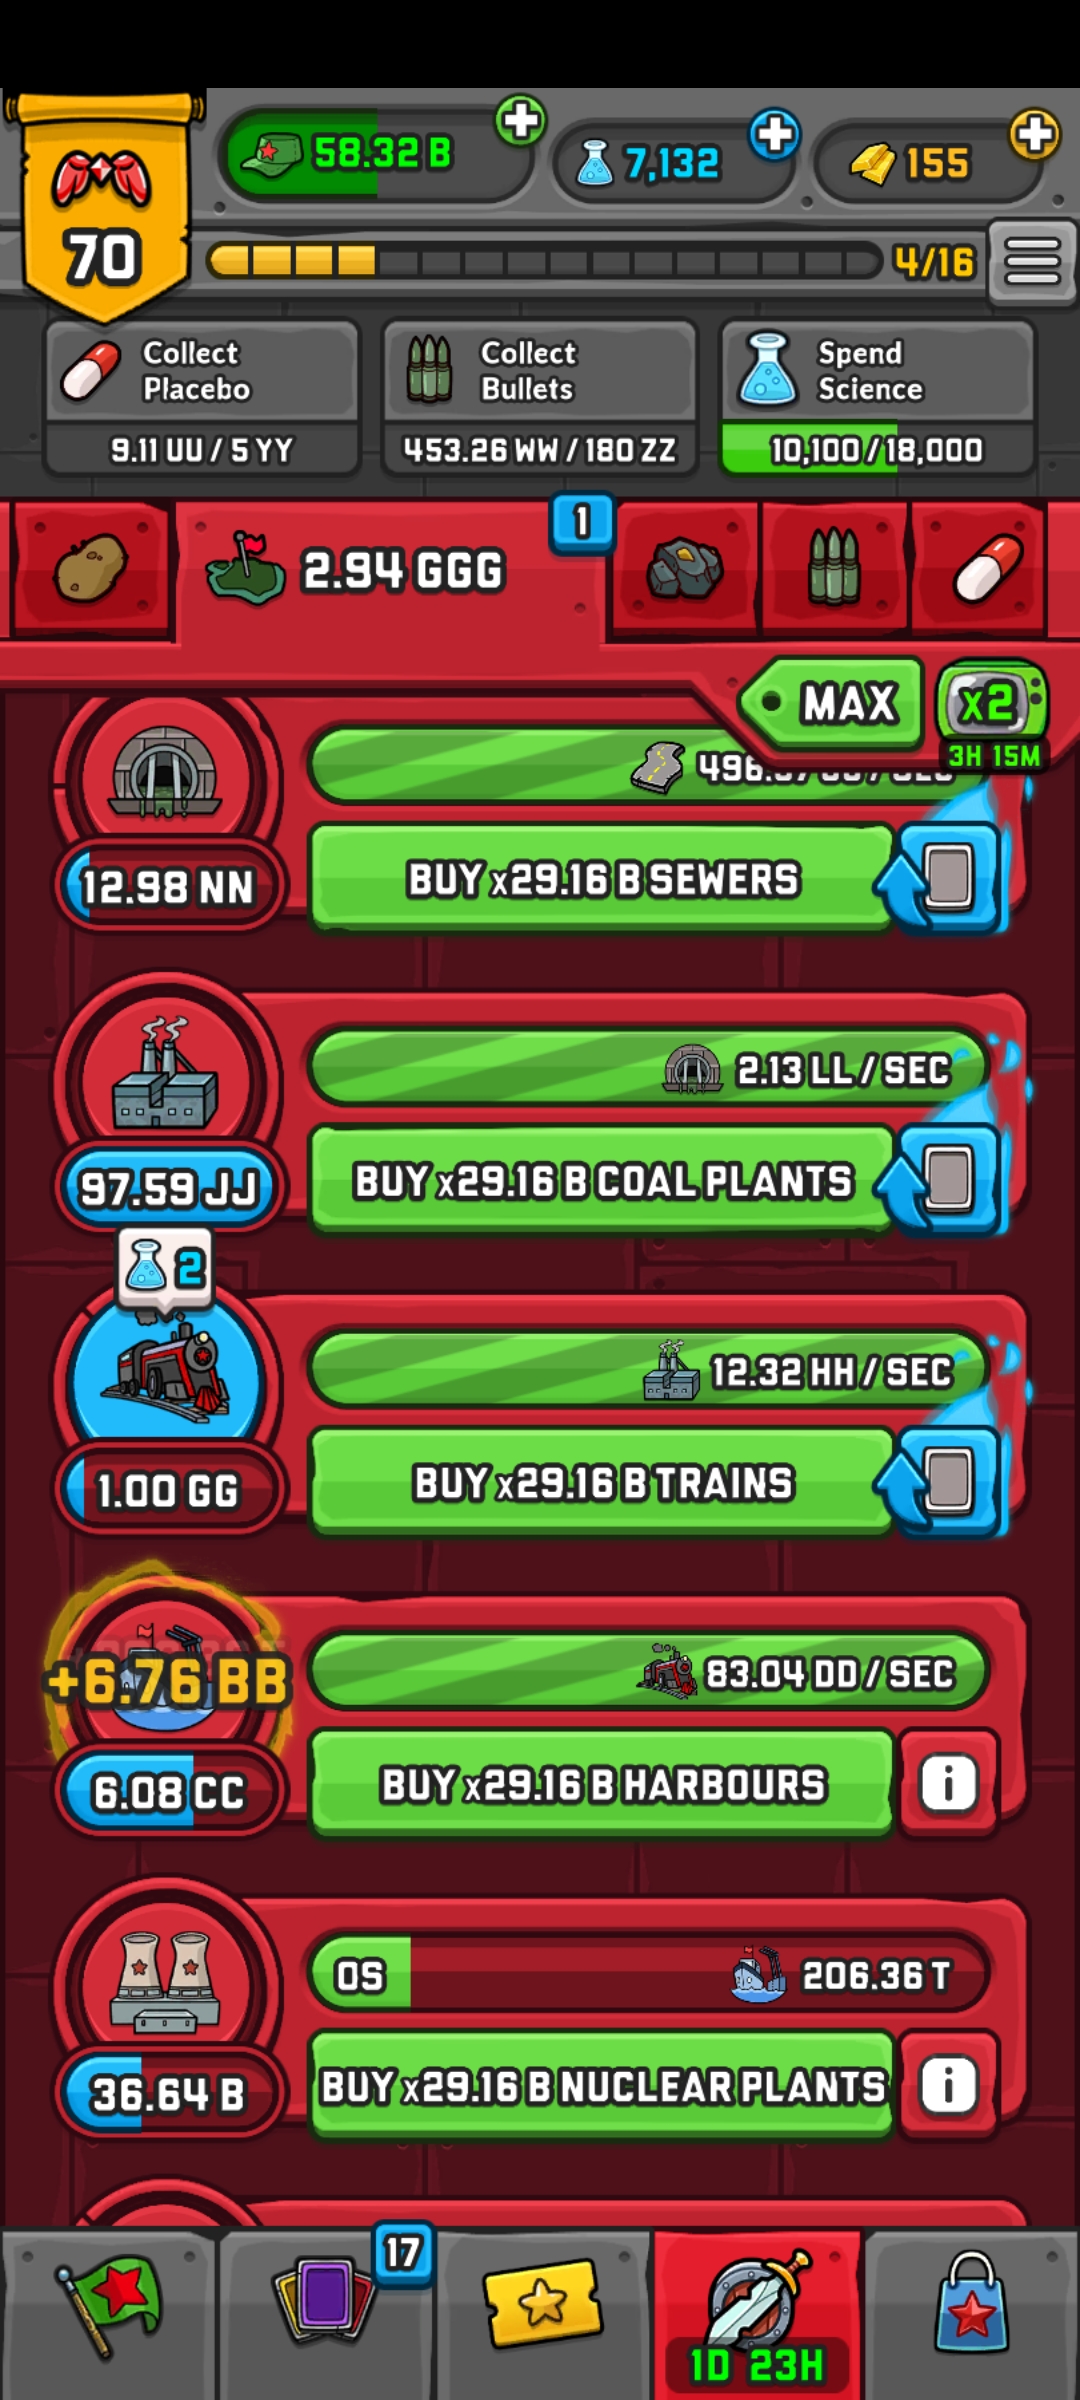 58.32 B
7,132
155
70
4/16
Collect
Placebo
9.11 UU / 5 YY
Collect
Bullets
453.26 WW / 180 ZZ
Spend
Science
10,100 / 18,000
2.94 GGG
1
MAX
x2
3H 15M
12.98 NN
BUY x29.16 B SEWERS
2.13 LL / SEC
97.59 JJ
BUY x29.16 B COAL PLANTS
2
12.32 HH / SEC
1.00 GG
BUY x29.16 B TRAINS
+6.76 BB
83.04 DD / SEC
6.08 CC
BUY x29.16 B HARBOURS
i
0S
206.36 T
36.64 B
BUY x29.16 B NUCLEAR PLANTS
i
17
1D 23H